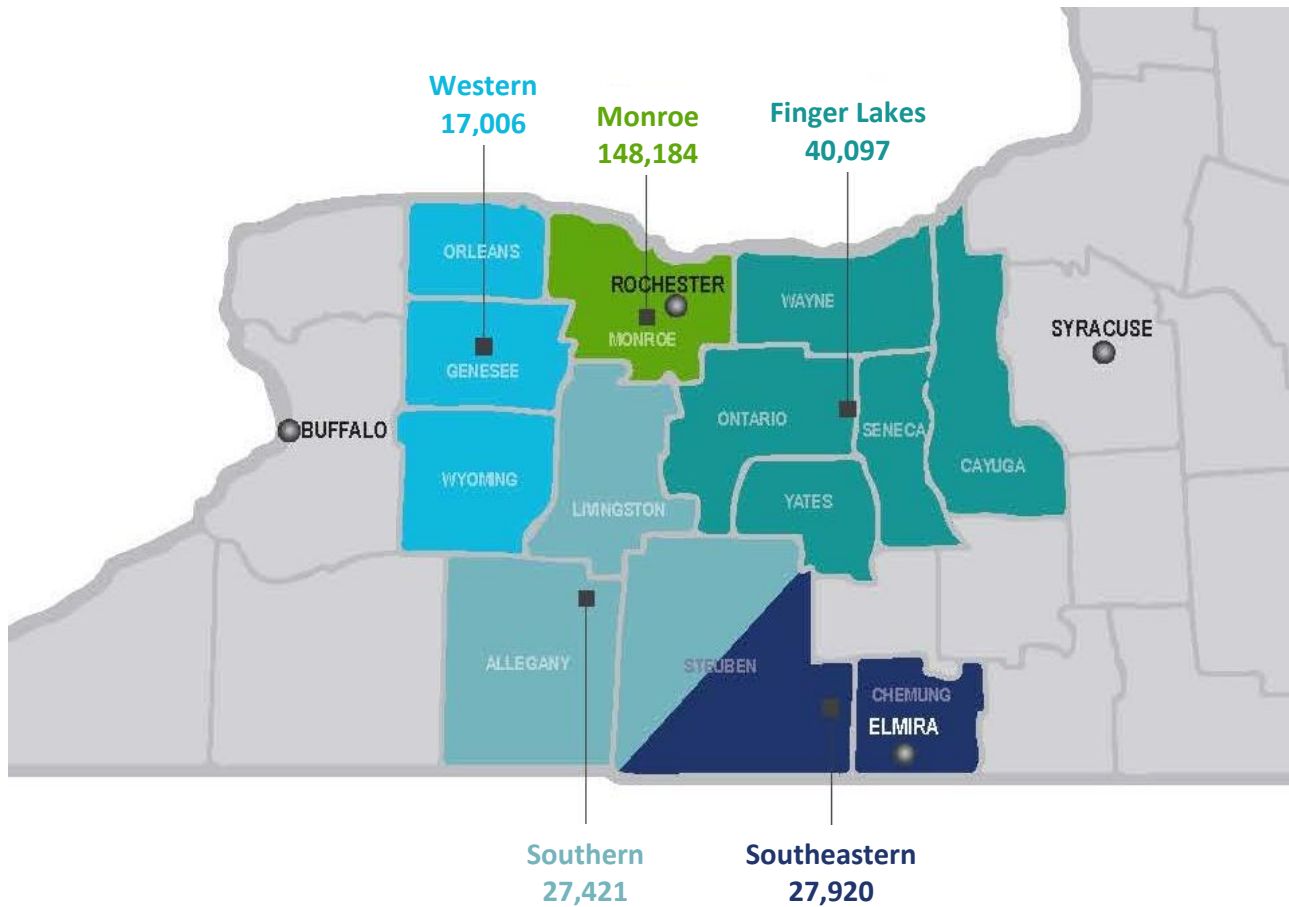 Western
17,006
Monroe
148,184
Finger Lakes
40,097
ORLEANS
ROCHESTER
WAYNE
MONROE
SYRACUSE
GENESEE
BUFFALO
ONTARIO
SENECA
WYOMING
CAYUGA
LIVINGSTON
YATES
ALLEGANY
STEUBEN
CHEMUNG
ELMIRA
Southern
27,421
Southeastern
27,920